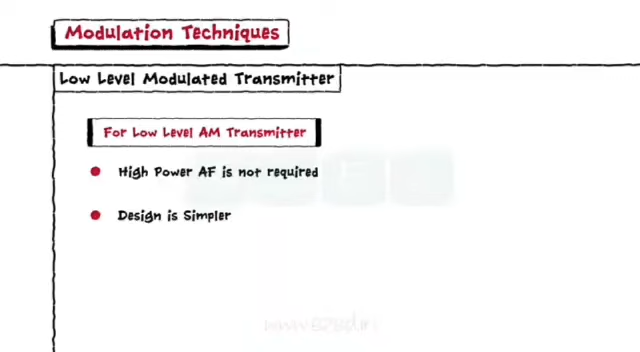 Modulation Techniques
Low Level Modulated Transmitter
For Low Level AM Transmitter
High Power AF is not required
Design is Simpler